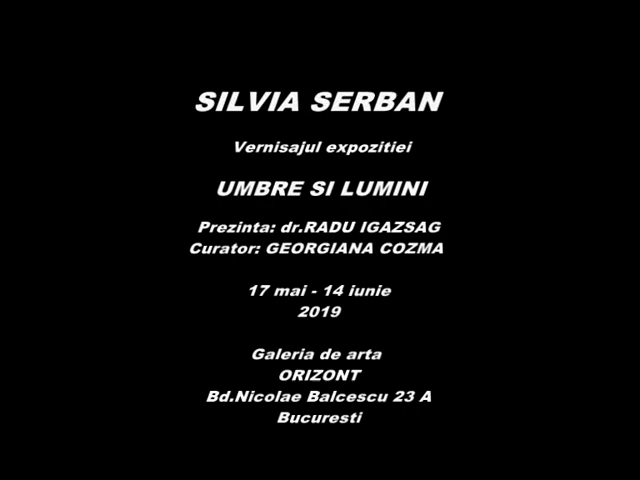 SILVIA SERBAN
Vernisajul expozitiei
UMBRE SI LUMINI
Prezinta: dr.RADU IGAZSAG
Curator: GEORGIANA COZMA
17 mai - 14 iunie
2019
Galeria de arta
ORIZONT
Bd.Nicolae Balcescu 23 A
Bucuresti